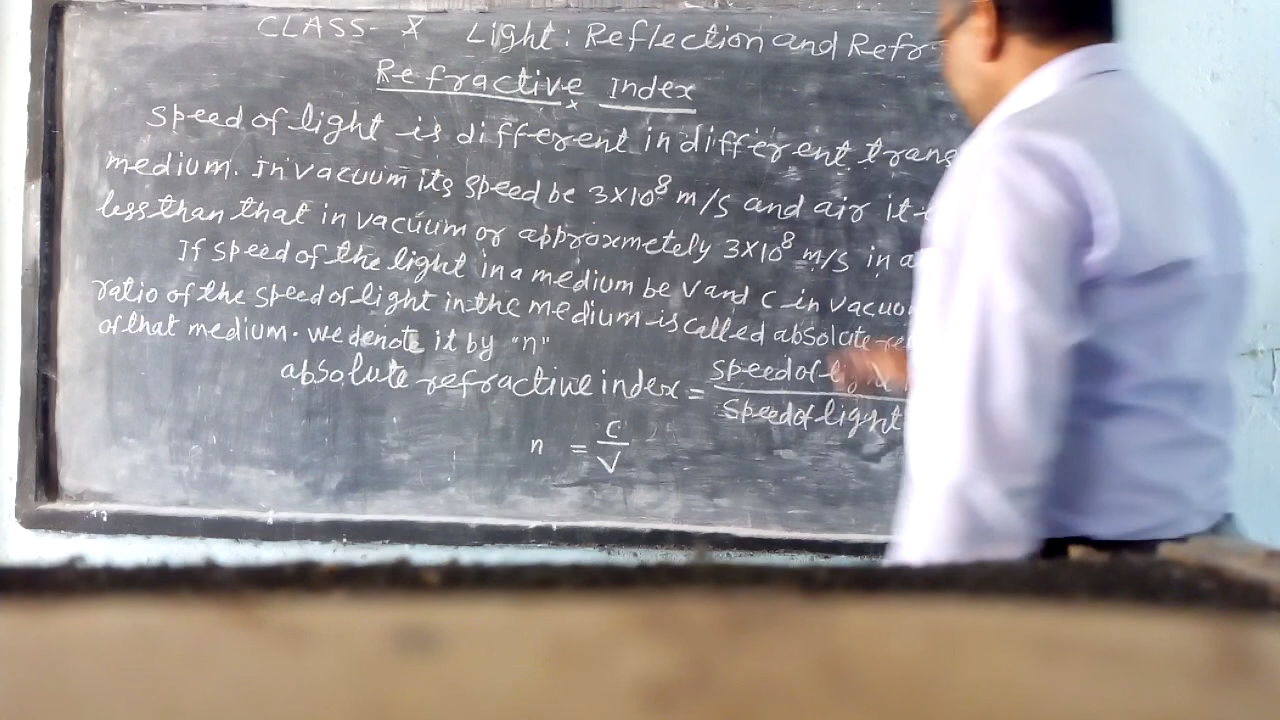 CLASS- X Light: Reflection and Refr
Refractive Index
Speed of light is different in different trans
medium. In vacuum its speed be 3×10⁸ m/s and air it
less than that in vacuum or approxmetely 3×10⁸ m/s in a
If speed of the light in a medium be v and c in vacuu
ratio of the speed of light in the medium is called absolute re
of that medium. we denote it by "n"
absolute refractive index = speed of light / speed of light
n = c/v